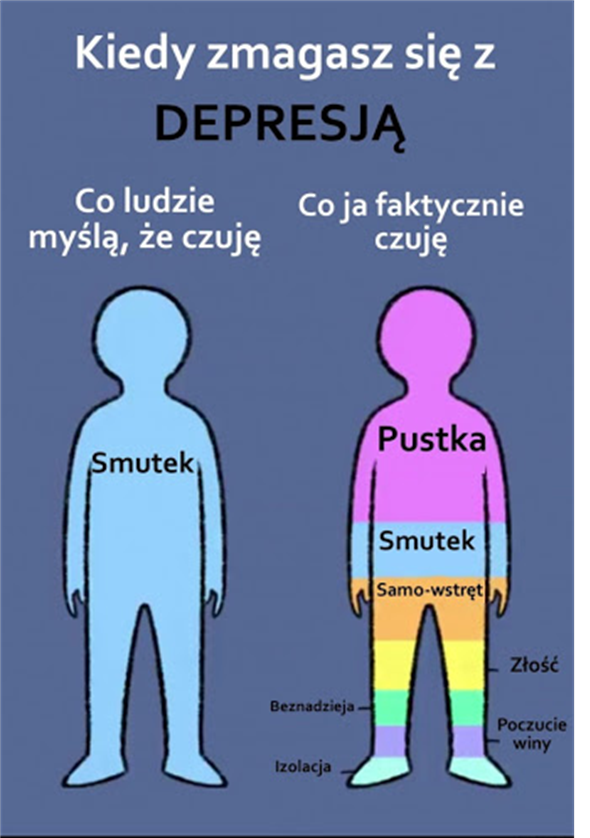 Kiedy zmagasz się z
DEPRESJĄ
Co ludzie
myślą, że czuję
Co ja faktycznie
czuję
Smutek
Pustka
Smutek
Samo-wstręt
Złość
Beznadzieja
Poczucie
winy
Izolacja